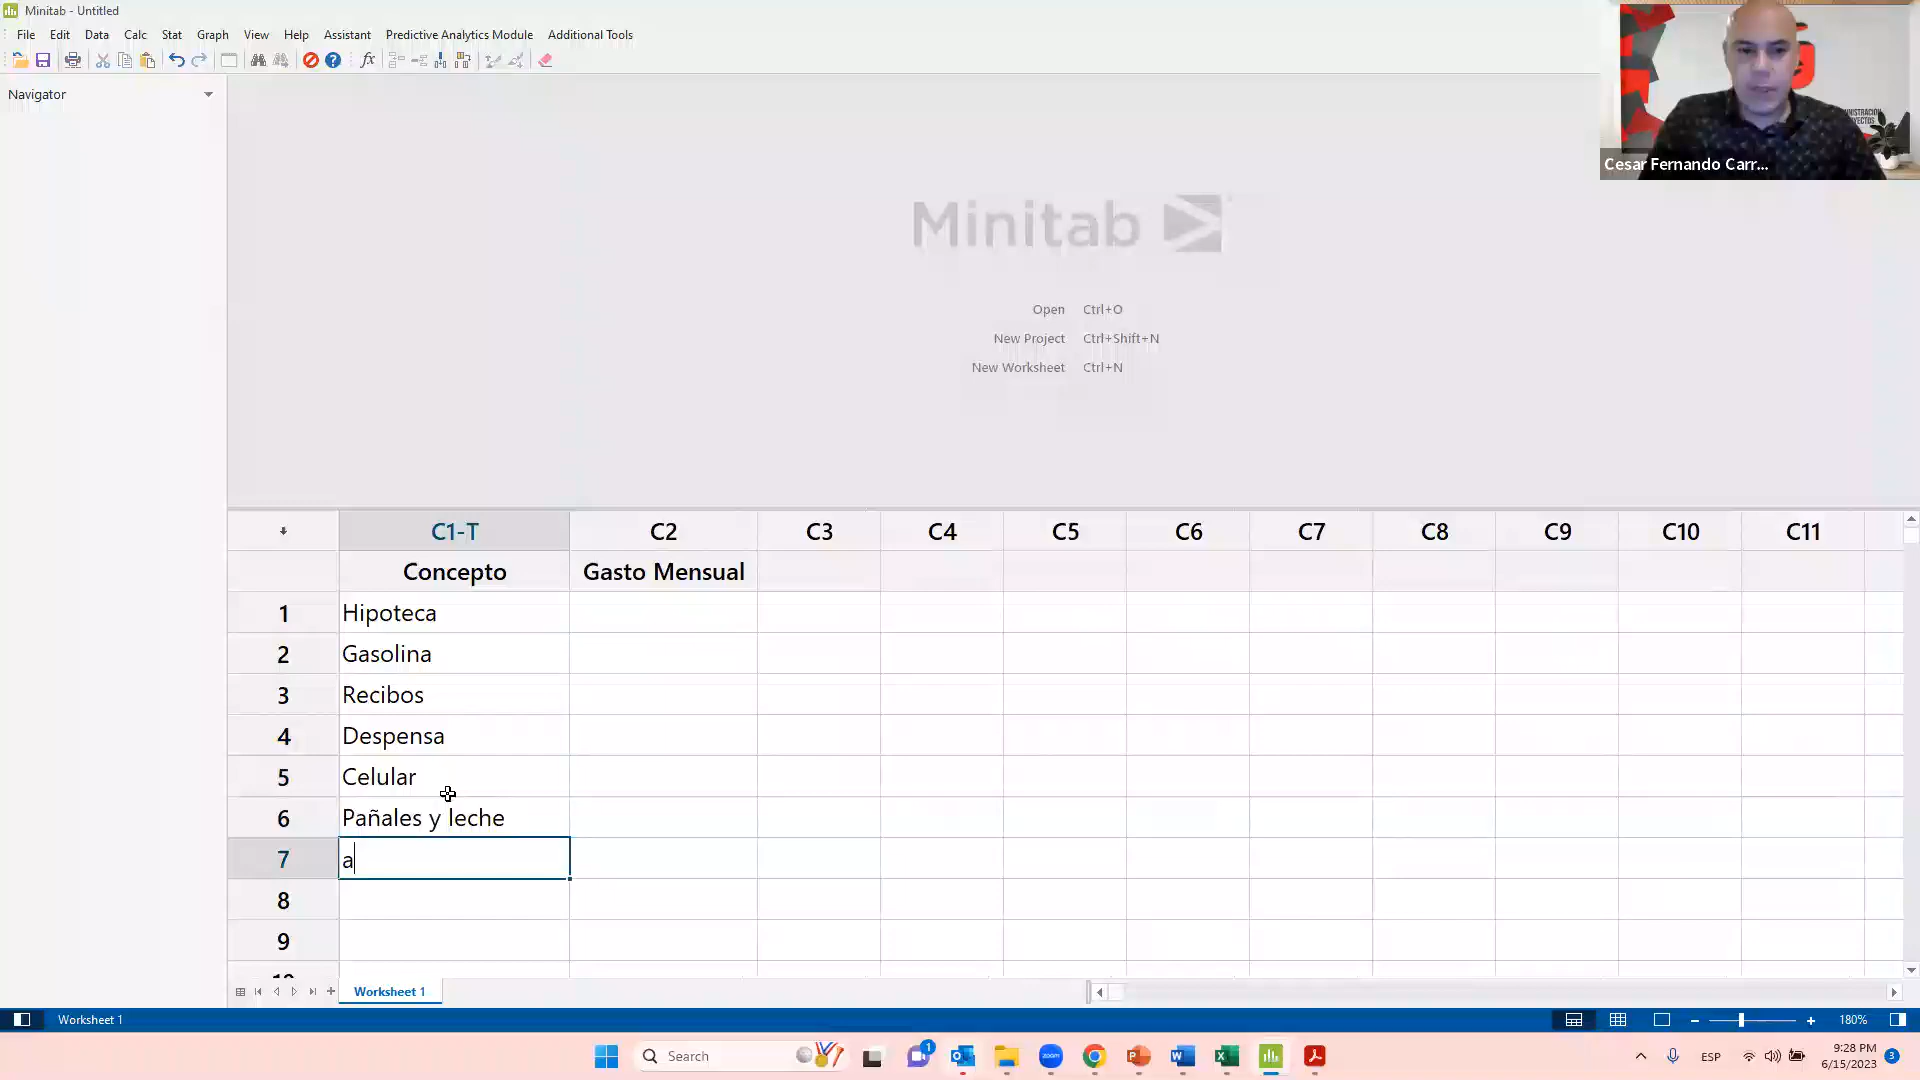 Minitab - Untitled
File Edit Data Calc Stat Graph View Help Assistant Predictive Analytics Module Additional Tools
Navigator
Minitab
Open Ctrl+O
New Project Ctrl+Shift+N
New Worksheet Ctrl+N
Cesar Fernando Carr...
C1-T C2 C3 C4 C5 C6 C7 C8 C9 C10 C11
Concepto Gasto Mensual
1 Hipoteca
2 Gasolina
3 Recibos
4 Despensa
5 Celular
6 Pañales y leche
7 a
8
9
Worksheet 1
Worksheet 1 180%
Search 1 zoom ESP 9:28 PM 3
6/15/2023